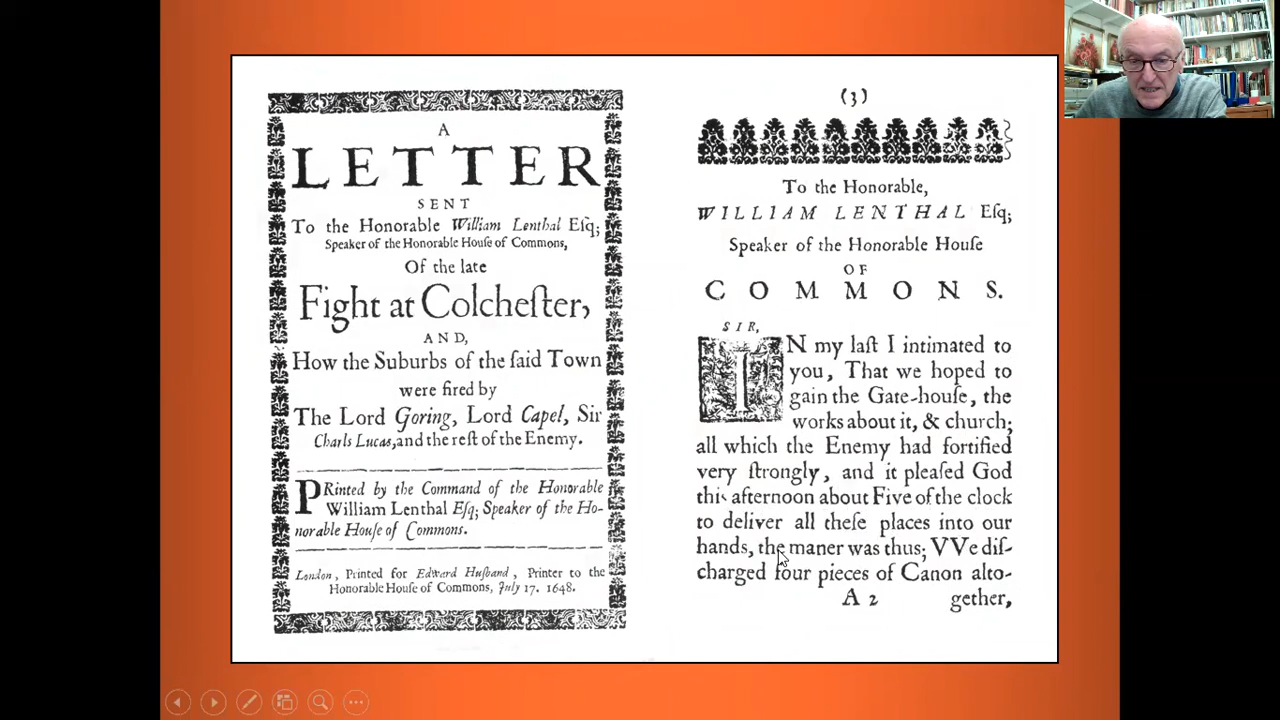 A
LETTER
SENT
To the Honorable William Lenthal Eſq;
Speaker of the Honorable Houſe of Commons,
Of the late
Fight at Colcheſter,
AND,
How the Suburbs of the ſaid Town
were fired by
The Lord Goring, Lord Capel, Sir
Charls Lucas, and the reſt of the Enemy.
PRinted by the Command of the Honorable
William Lenthal Eſq; Speaker of the Ho-
norable Houſe of Commons.
London, Printed for Edward Husband, Printer to the
Honorable Houſe of Commons, July 17. 1648.
(3)
To the Honorable,
WILLIAM LENTHAL Eſq;
Speaker of the Honorable Houſe
OF
COMMONS.
SIR,
IN my laſt I intimated to
you, That we hoped to
gain the Gate-houſe, the
works about it, & church;
all which the Enemy had fortified
very ſtrongly, and it pleaſed God
this afternoon about Five of the clock
to deliver all theſe places into our
hands, the maner was thus; VVe diſ-
charged four pieces of Canon alto-
A 2 gether,